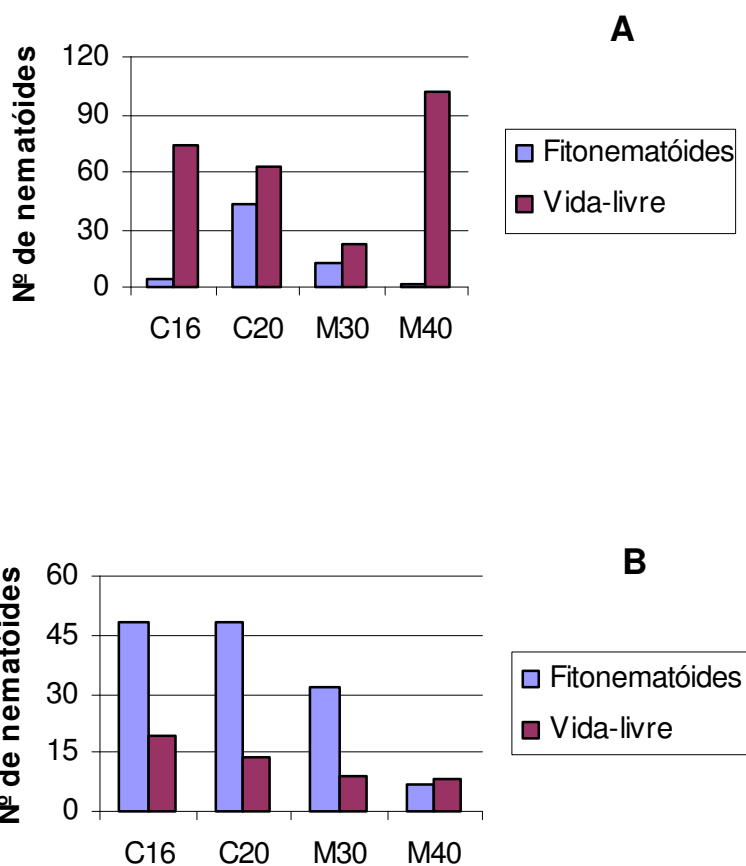 A
Nº de nematóides
120
90
60
30
0
C16 C20 M30 M40
Fitonematóides
Vida-livre
B
Nº de nematóides
60
45
30
15
0
C16 C20 M30 M40
Fitonematóides
Vida-livre